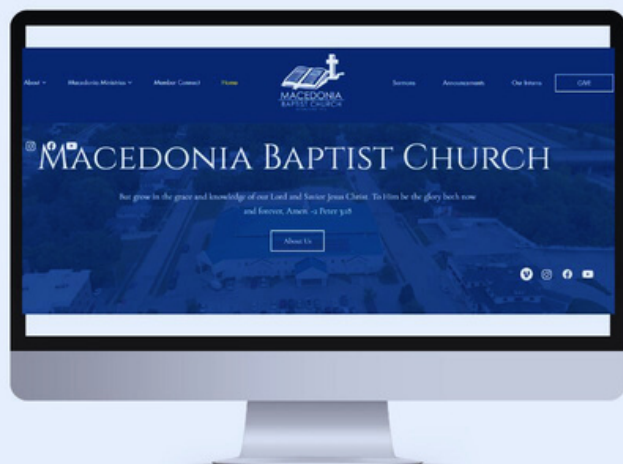 About
Macedonia Ministries
Member Connect
Home
MACEDONIA
BAPTIST CHURCH
Sermons
Announcements
Our Interns
GIVE
MACEDONIA BAPTIST CHURCH
But grow in the grace and knowledge of our Lord and Savior Jesus Christ. To Him be the glory both now
and forever, Amen. -2 Peter 3:18
About Us